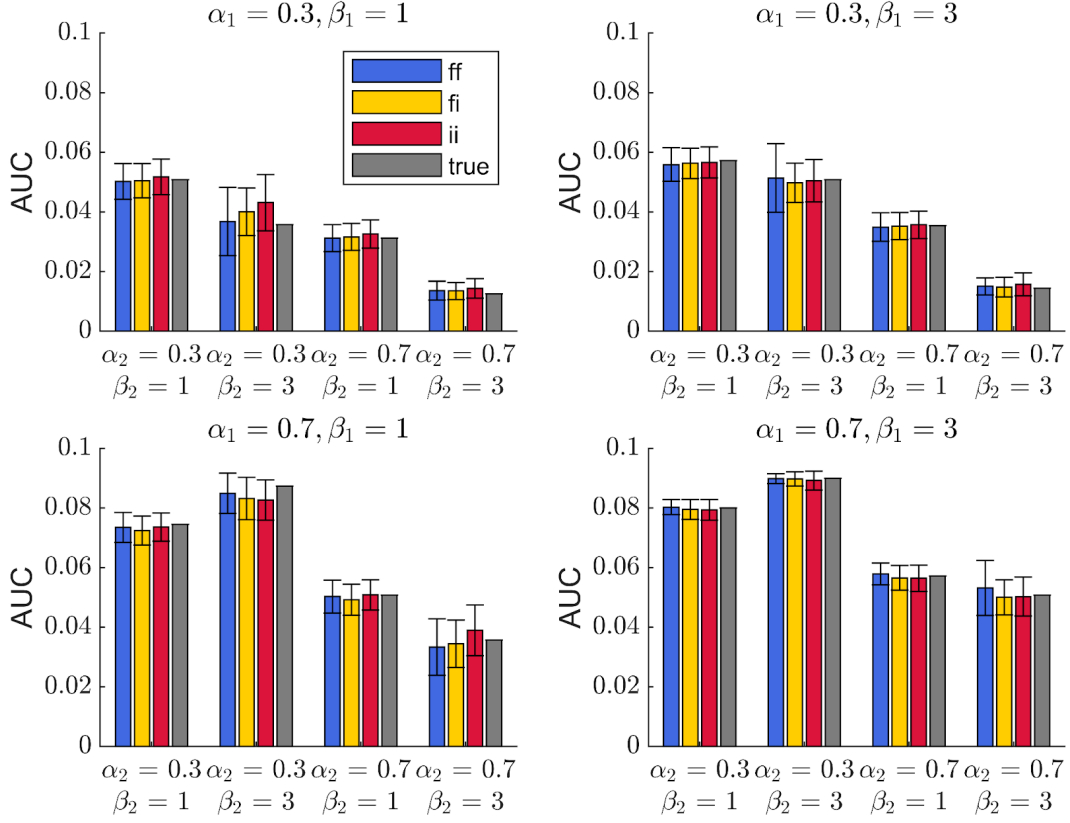 α₁ = 0.3, β₁ = 1
AUC
0.1
0.08
0.06
0.04
0.02
0
ff
fi
ii
true
α₂ = 0.3 α₂ = 0.3 α₂ = 0.7 α₂ = 0.7
β₂ = 1 β₂ = 3 β₂ = 1 β₂ = 3
α₁ = 0.3, β₁ = 3
AUC
0.1
0.08
0.06
0.04
0.02
0
α₂ = 0.3 α₂ = 0.3 α₂ = 0.7 α₂ = 0.7
β₂ = 1 β₂ = 3 β₂ = 1 β₂ = 3
α₁ = 0.7, β₁ = 1
AUC
0.1
0.08
0.06
0.04
0.02
0
α₂ = 0.3 α₂ = 0.3 α₂ = 0.7 α₂ = 0.7
β₂ = 1 β₂ = 3 β₂ = 1 β₂ = 3
α₁ = 0.7, β₁ = 3
AUC
0.1
0.08
0.06
0.04
0.02
0
α₂ = 0.3 α₂ = 0.3 α₂ = 0.7 α₂ = 0.7
β₂ = 1 β₂ = 3 β₂ = 1 β₂ = 3